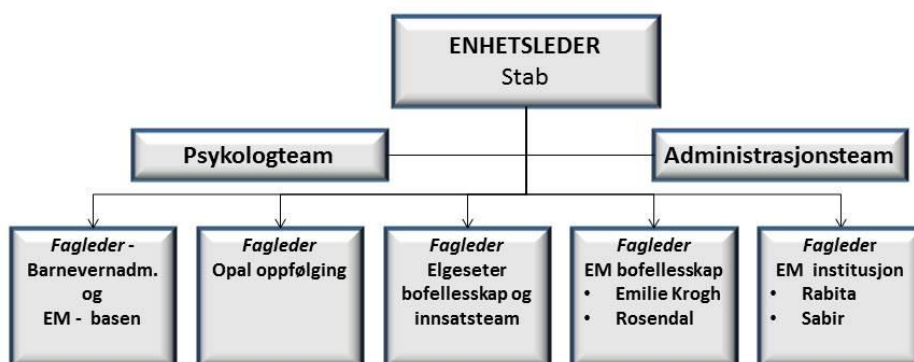 ENHETSLEDER
Stab
Psykologteam
Administrasjonsteam
Fagleder -
Barnevernadm.
og
EM - basen
Fagleder
Opal oppfølging
Fagleder
Elgeseter
bofellesskap og
innsatsteam
Fagleder
EM bofellesskap
• Emilie Krogh
• Rosendal
Fagleder
EM institusjon
• Rabita
• Sabir